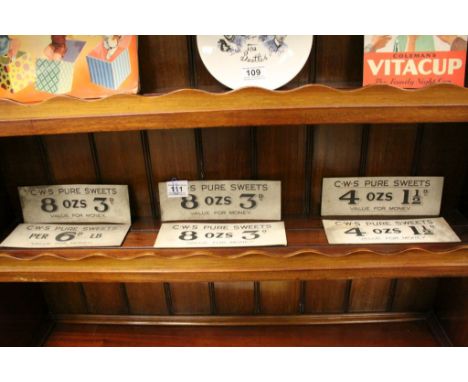 109
COLEMAN'S
VITACUP
The Family Night Cap
C·W·S PURE SWEETS
8 OZS 3D
VALUE FOR MONEY
C·W·S PURE SWEETS
PER 6D LB
111
C·W·S PURE SWEETS
8 OZS 3D
VALUE FOR MONEY
C·W·S PURE SWEETS
8 OZS 3D
VALUE FOR MONEY
C·W·S PURE SWEETS
4 OZS 1½D
VALUE FOR MONEY
C·W·S PURE SWEETS
4 OZS 1½D
VALUE FOR MONEY